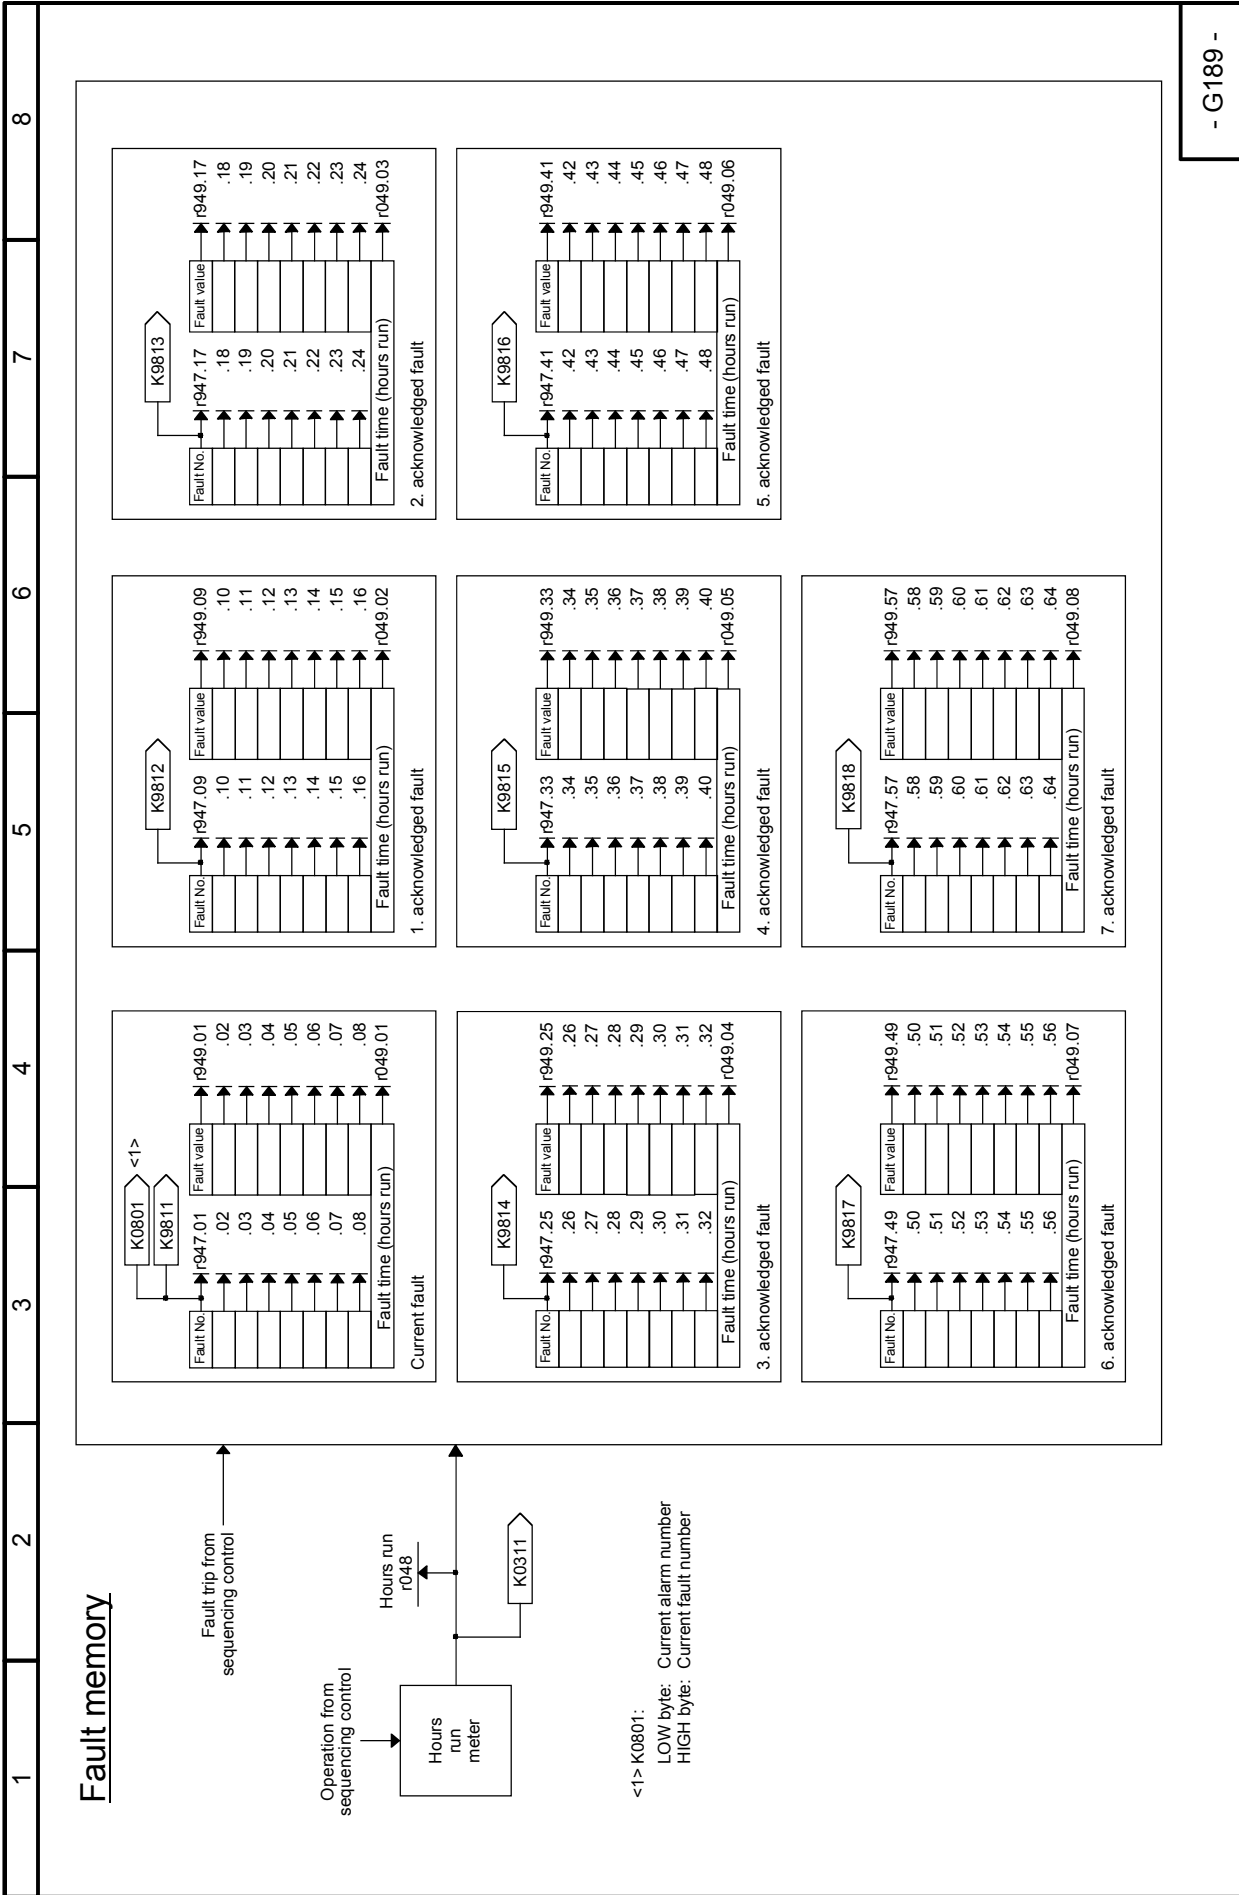 1 2 3 4 5 6 7 8
Fault memory
Fault trip from
sequencing control
Operation from
sequencing control
Hours
run
meter
Hours run
r048
K0311
<1> K0801:
LOW byte: Current alarm number
HIGH byte: Current fault number
K0801 <1>
K9811
Fault No. r947.01 Fault value r949.01
.02 .02
.03 .03
.04 .04
.05 .05
.06 .06
.07 .07
.08 .08
Fault time (hours run) r049.01
Current fault
K9812
Fault No. r947.09 Fault value r949.09
.10 .10
.11 .11
.12 .12
.13 .13
.14 .14
.15 .15
.16 .16
Fault time (hours run) r049.02
1. acknowledged fault
K9813
Fault No. r947.17 Fault value r949.17
.18 .18
.19 .19
.20 .20
.21 .21
.22 .22
.23 .23
.24 .24
Fault time (hours run) r049.03
2. acknowledged fault
K9814
Fault No. r947.25 Fault value r949.25
.26 .26
.27 .27
.28 .28
.29 .29
.30 .30
.31 .31
.32 .32
Fault time (hours run) r049.04
3. acknowledged fault
K9815
Fault No. r947.33 Fault value r949.33
.34 .34
.35 .35
.36 .36
.37 .37
.38 .38
.39 .39
.40 .40
Fault time (hours run) r049.05
4. acknowledged fault
K9816
Fault No. r947.41 Fault value r949.41
.42 .42
.43 .43
.44 .44
.45 .45
.46 .46
.47 .47
.48 .48
Fault time (hours run) r049.06
5. acknowledged fault
K9817
Fault No. r947.49 Fault value r949.49
.50 .50
.51 .51
.52 .52
.53 .53
.54 .54
.55 .55
.56 .56
Fault time (hours run) r049.07
6. acknowledged fault
K9818
Fault No. r947.57 Fault value r949.57
.58 .58
.59 .59
.60 .60
.61 .61
.62 .62
.63 .63
.64 .64
Fault time (hours run) r049.08
7. acknowledged fault
- G189 -